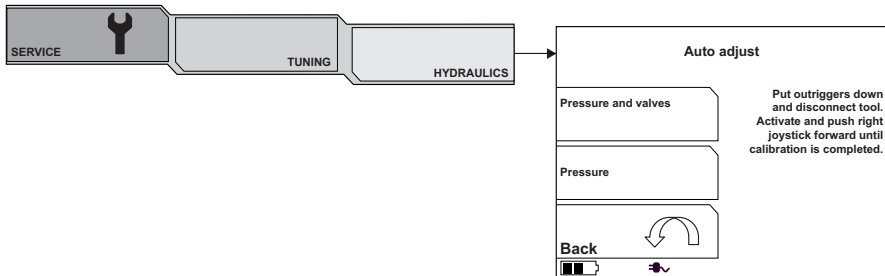 SERVICE
TUNING
HYDRAULICS
Auto adjust
Pressure and valves
Put outriggers down
and disconnect tool.
Activate and push right
joystick forward until
calibration is completed.
Pressure
Back